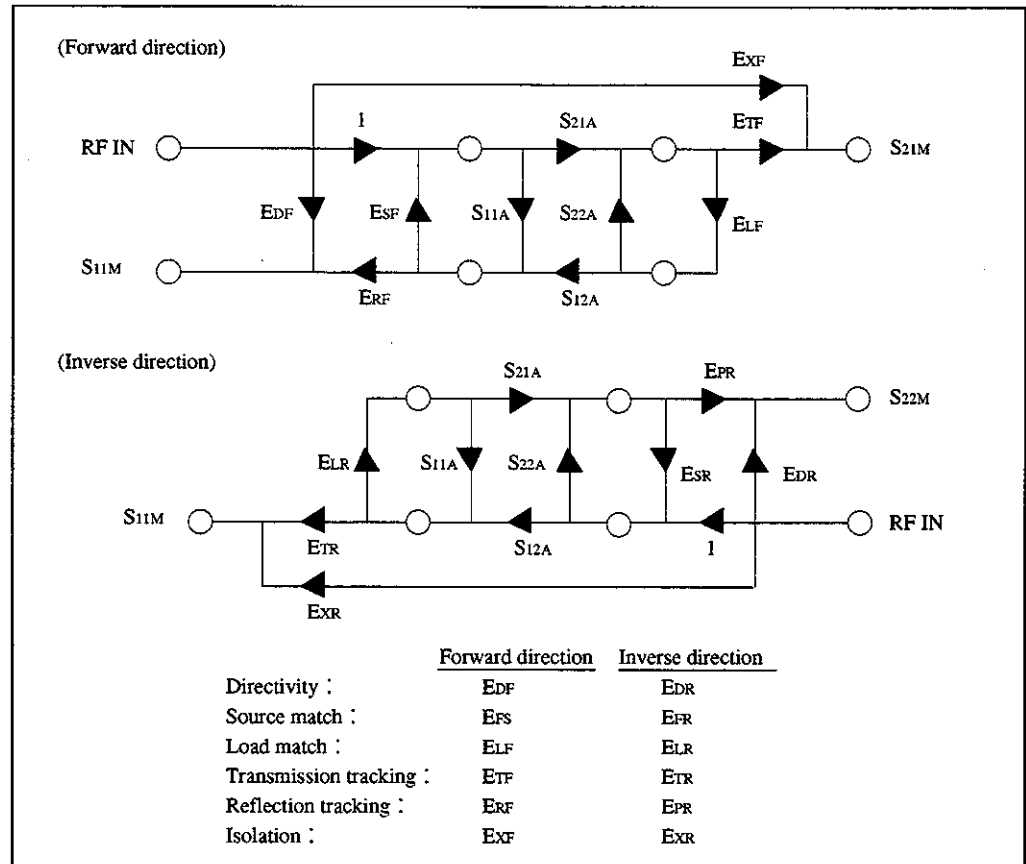 (Forward direction)
EXF
1
S21A
ETF
RF IN
S21M
EDF
ESF
S11A
S22A
ELF
S11M
ERF
S12A
(Inverse direction)
S21A
EPR
S22M
ELR
S11A
S22A
ESR
EDR
S11M
ETR
S12A
1
RF IN
EXR
Forward direction Inverse direction
Directivity : EDF EDR
Source match : EFS EFR
Load match : ELF ELR
Transmission tracking : ETF ETR
Reflection tracking : ERF EPR
Isolation : EXF EXR